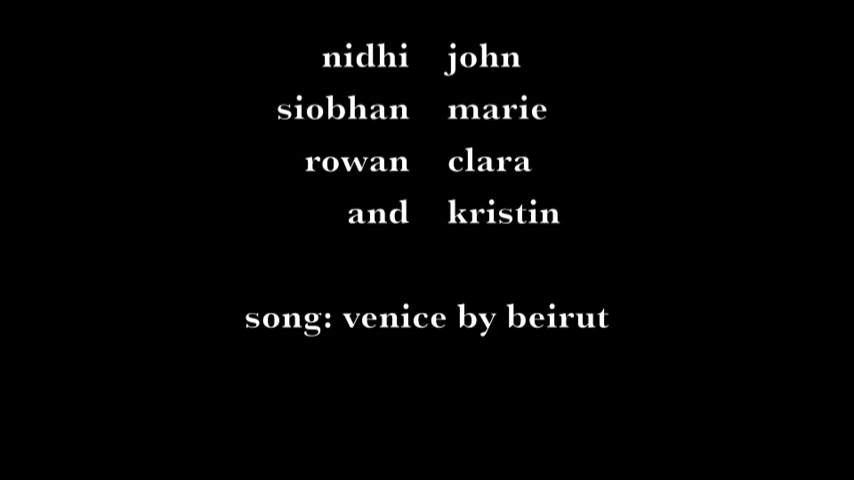 nidhi john
siobhan marie
rowan clara
and kristin
song: venice by beirut